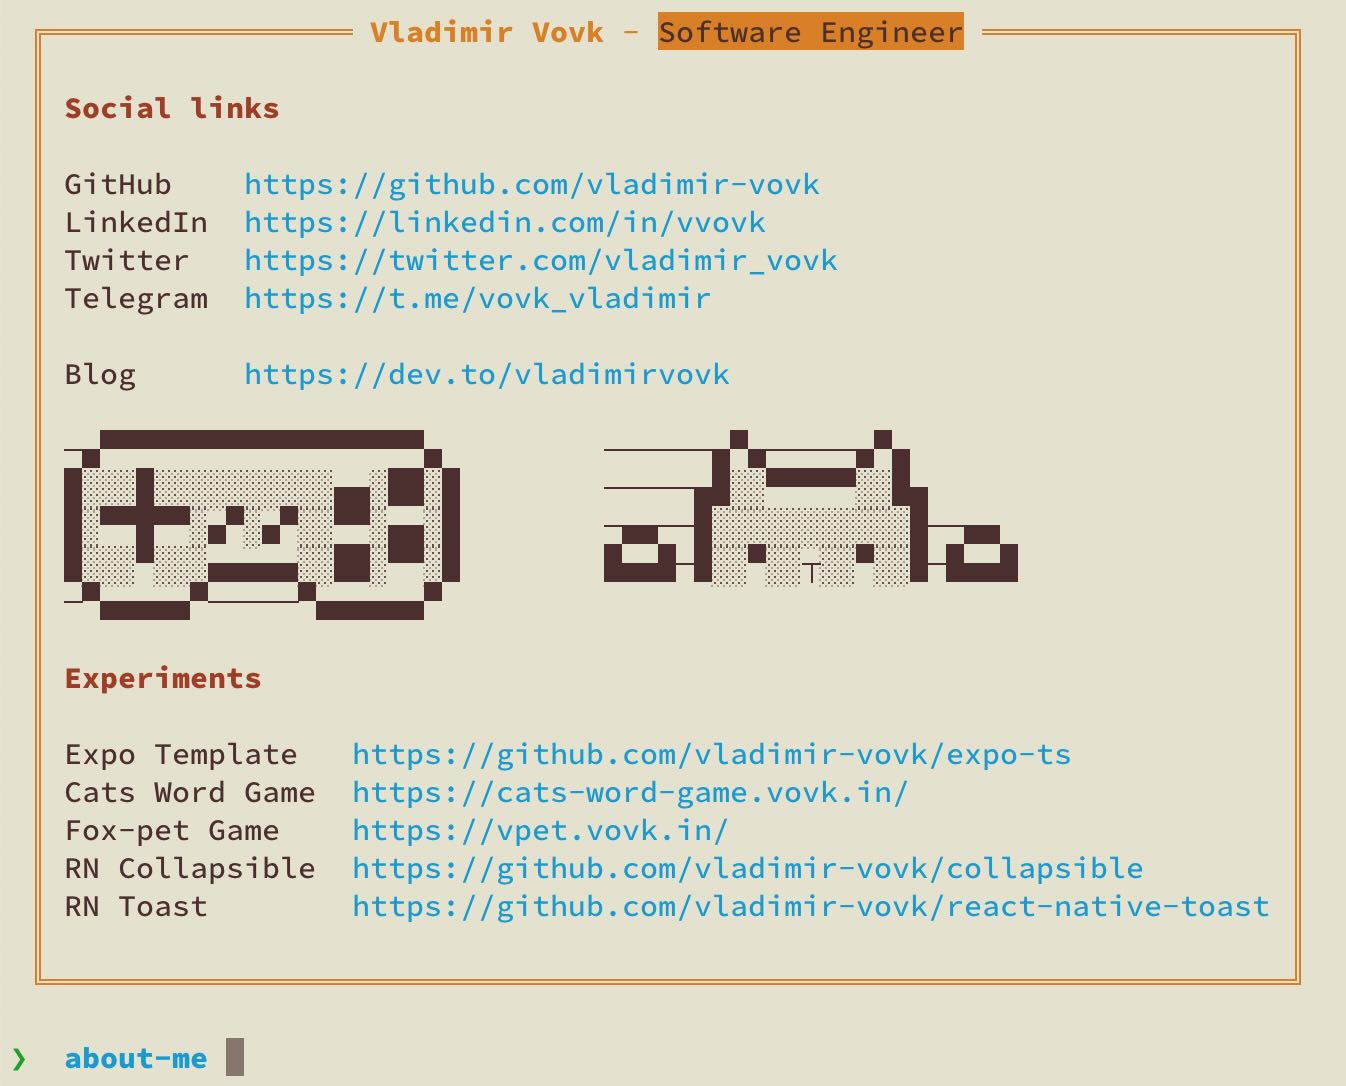 Vladimir Vovk - Software Engineer
Social links
GitHub https://github.com/vladimir-vovk
LinkedIn https://linkedin.com/in/vvovk
Twitter https://twitter.com/vladimir_vovk
Telegram https://t.me/vovk_vladimir
Blog https://dev.to/vladimirvovk
Experiments
Expo Template https://github.com/vladimir-vovk/expo-ts
Cats Word Game https://cats-word-game.vovk.in/
Fox-pet Game https://vpet.vovk.in/
RN Collapsible https://github.com/vladimir-vovk/collapsible
RN Toast https://github.com/vladimir-vovk/react-native-toast
❯ about-me